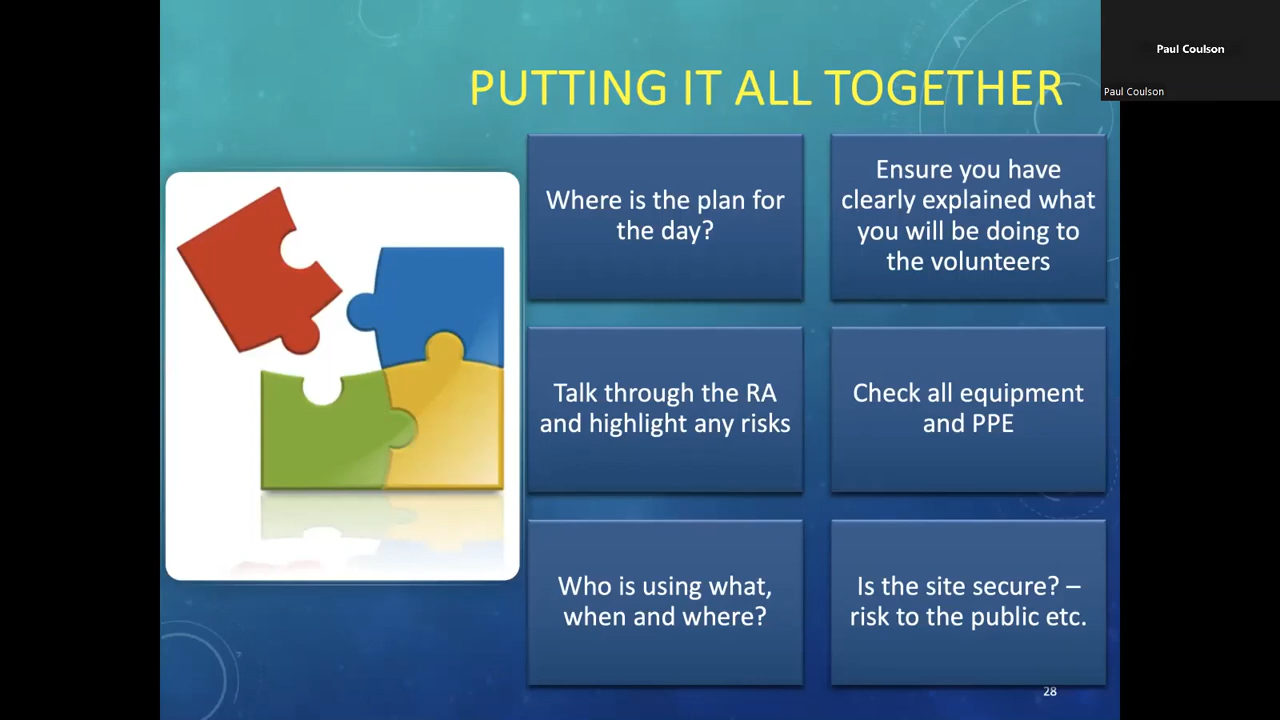 PUTTING IT ALL TOGETHER
Paul Coulson
Paul Coulson
Where is the plan for
the day?
Ensure you have
clearly explained what
you will be doing to
the volunteers
Talk through the RA
and highlight any risks
Check all equipment
and PPE
Who is using what,
when and where?
Is the site secure? –
risk to the public etc.
28